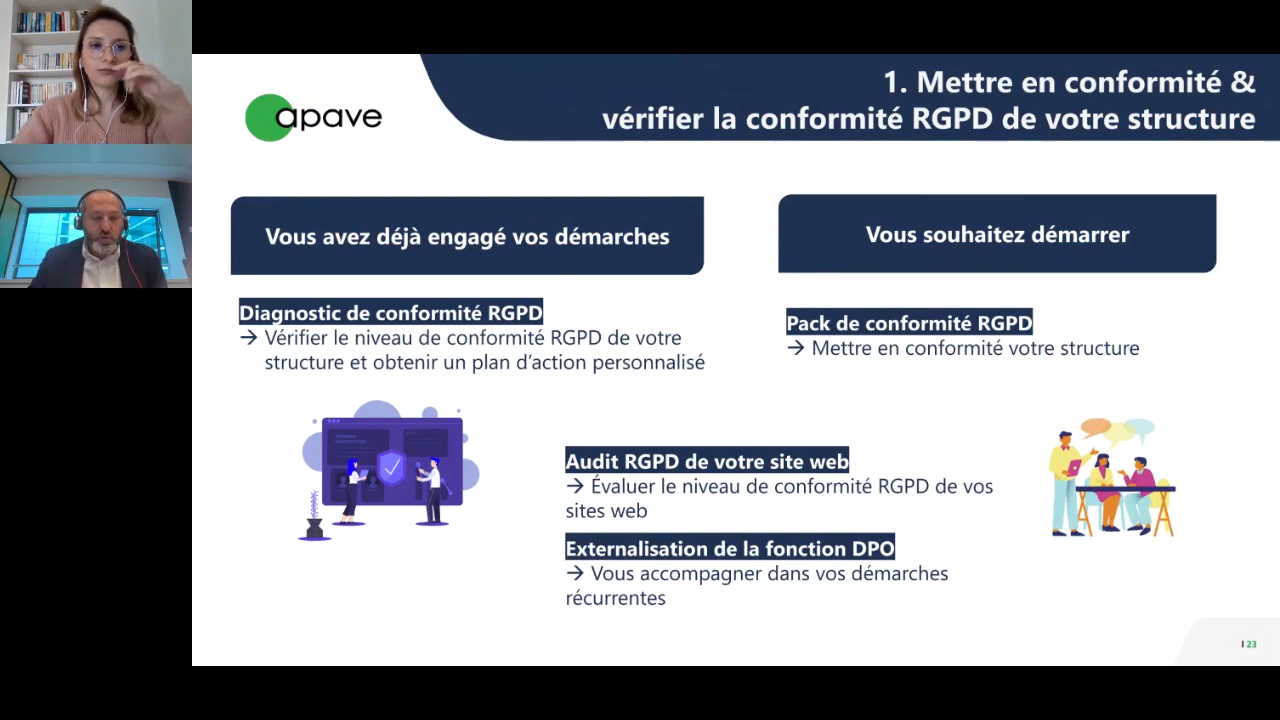 apave
1. Mettre en conformité &
vérifier la conformité RGPD de votre structure
Vous avez déjà engagé vos démarches
Vous souhaitez démarrer
Diagnostic de conformité RGPD
→ Vérifier le niveau de conformité RGPD de votre
structure et obtenir un plan d’action personnalisé
Pack de conformité RGPD
→ Mettre en conformité votre structure
Audit RGPD de votre site web
→ Évaluer le niveau de conformité RGPD de vos
sites web
Externalisation de la fonction DPO
→ Vous accompagner dans vos démarches
récurrentes
I 23